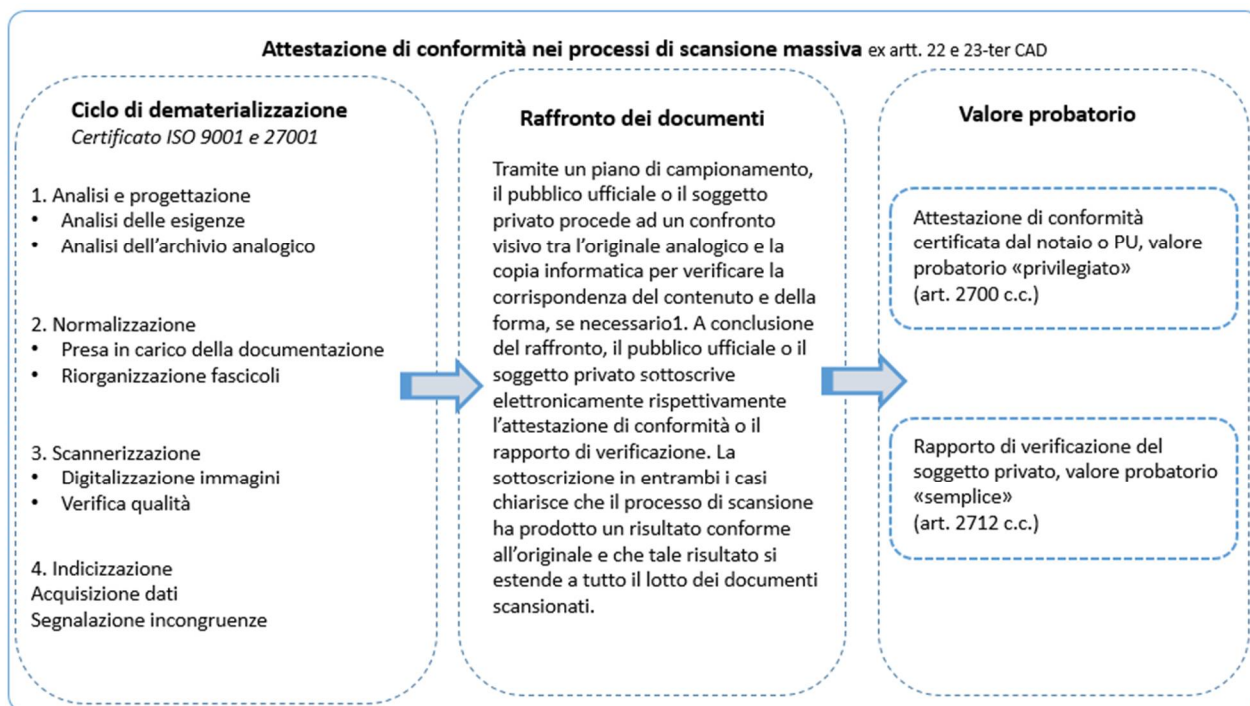 Attestazione di conformità nei processi di scansione massiva ex artt. 22 e 23-ter CAD
Ciclo di dematerializzazione
Certificato ISO 9001 e 27001
1. Analisi e progettazione
• Analisi delle esigenze
• Analisi dell’archivio analogico
2. Normalizzazione
• Presa in carico della documentazione
• Riorganizzazione fascicoli
3. Scannerizzazione
• Digitalizzazione immagini
• Verifica qualità
4. Indicizzazione
Acquisizione dati
Segnalazione incongruenze
Raffronto dei documenti
Tramite un piano di campionamento,
il pubblico ufficiale o il soggetto
privato procede ad un confronto
visivo tra l’originale analogico e la
copia informatica per verificare la
corrispondenza del contenuto e della
forma, se necessario1. A conclusione
del raffronto, il pubblico ufficiale o il
soggetto privato sottoscrive
elettronicamente rispettivamente
l’attestazione di conformità o il
rapporto di verificazione. La
sottoscrizione in entrambi i casi
chiarisce che il processo di scansione
ha prodotto un risultato conforme
all’originale e che tale risultato si
estende a tutto il lotto dei documenti
scansionati.
Valore probatorio
Attestazione di conformità
certificata dal notaio o PU, valore
probatorio «privilegiato»
(art. 2700 c.c.)
Rapporto di verificazione del
soggetto privato, valore probatorio
«semplice»
(art. 2712 c.c.)